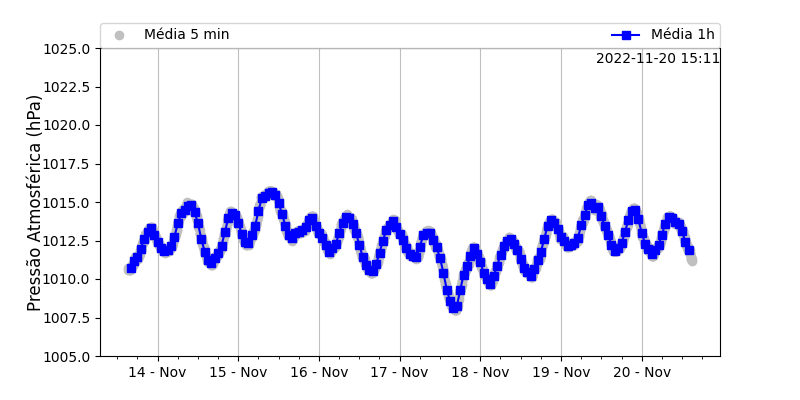 Média 5 min
Média 1h
2022-11-20 15:11
Pressão Atmosférica (hPa)
1025.0
1022.5
1020.0
1017.5
1015.0
1012.5
1010.0
1007.5
1005.0
14 - Nov
15 - Nov
16 - Nov
17 - Nov
18 - Nov
19 - Nov
20 - Nov